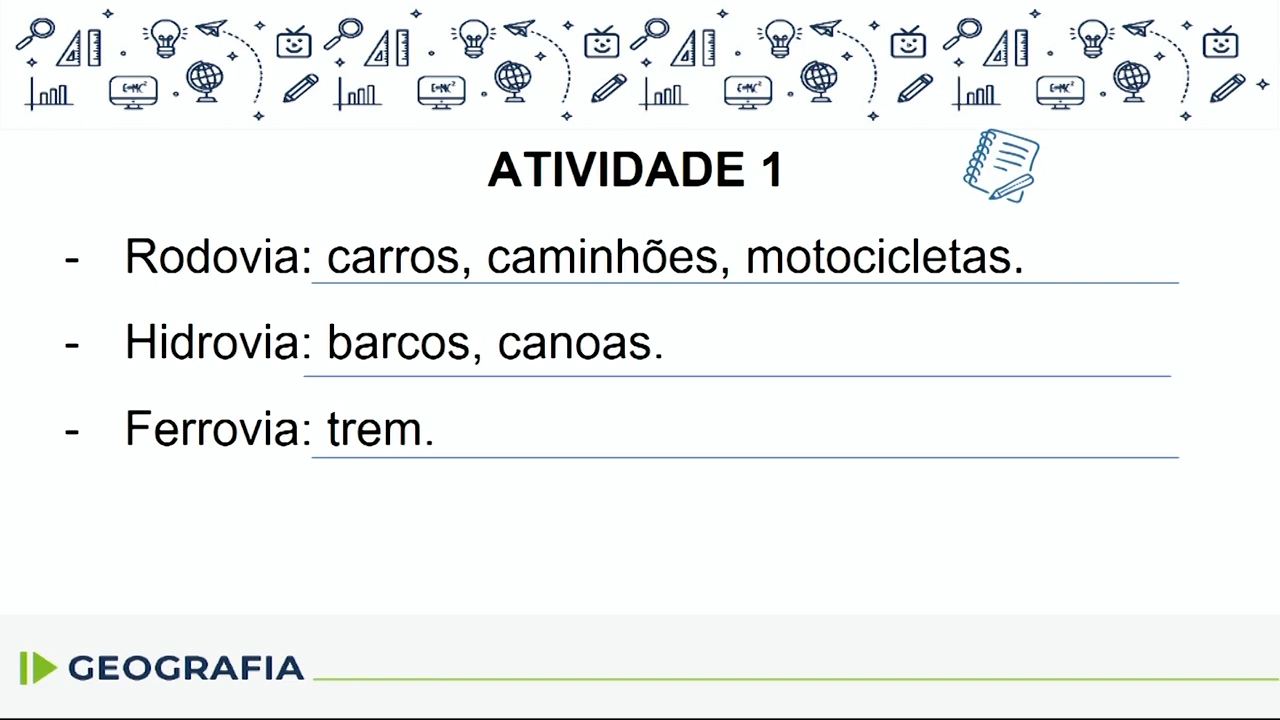 ATIVIDADE 1
- Rodovia: carros, caminhões, motocicletas.
- Hidrovia: barcos, canoas.
- Ferrovia: trem.
GEOGRAFIA